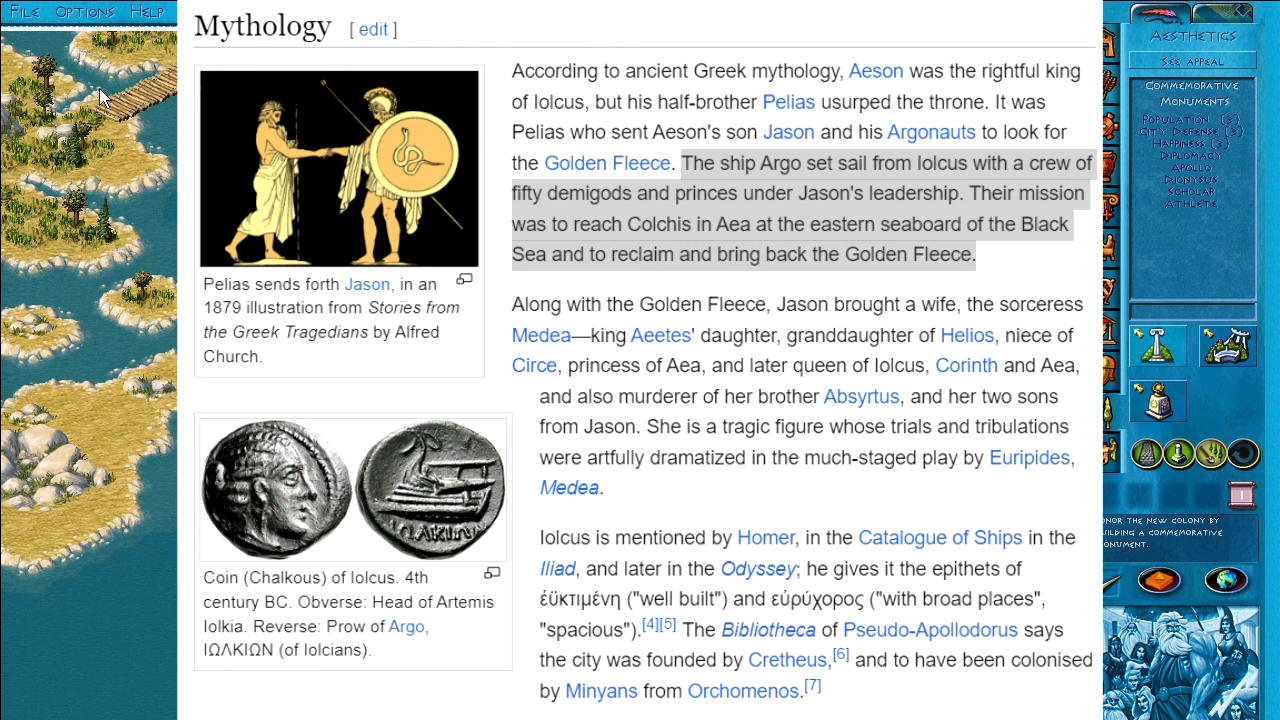 File Options Help
Mythology [ edit ]
According to ancient Greek mythology, Aeson was the rightful king
of Iolcus, but his half-brother Pelias usurped the throne. It was
Pelias who sent Aeson's son Jason and his Argonauts to look for
the Golden Fleece. The ship Argo set sail from Iolcus with a crew of
fifty demigods and princes under Jason's leadership. Their mission
was to reach Colchis in Aea at the eastern seaboard of the Black
Sea and to reclaim and bring back the Golden Fleece.
Pelias sends forth Jason, in an
1879 illustration from Stories from
the Greek Tragedians by Alfred
Church.
Along with the Golden Fleece, Jason brought a wife, the sorceress
Medea—king Aeetes' daughter, granddaughter of Helios, niece of
Circe, princess of Aea, and later queen of Iolcus, Corinth and Aea,
and also murderer of her brother Absyrtus, and her two sons
from Jason. She is a tragic figure whose trials and tribulations
were artfully dramatized in the much-staged play by Euripides,
Medea.
ΙΩΛΚΙΩΝ
Coin (Chalkous) of Iolcus. 4th
century BC. Obverse: Head of Artemis
Iolkia. Reverse: Prow of Argo,
ΙΩΛΚΙΩΝ (of Iolcians).
Iolcus is mentioned by Homer, in the Catalogue of Ships in the
Iliad, and later in the Odyssey; he gives it the epithets of
ἐϋκτιμένη ("well built") and εὐρύχορος ("with broad places",
"spacious").[4][5] The Bibliotheca of Pseudo-Apollodorus says
the city was founded by Cretheus,[6] and to have been colonised
by Minyans from Orchomenos.[7]
Aesthetics
See Appeal
Commemorative
Monuments
Population (3)
City Defense (3)
Happiness (3)
Diplomacy
Apollo
Dionysus
Scholar
Athlete
1
onor the new colony by
uilding a commemorative
onument.